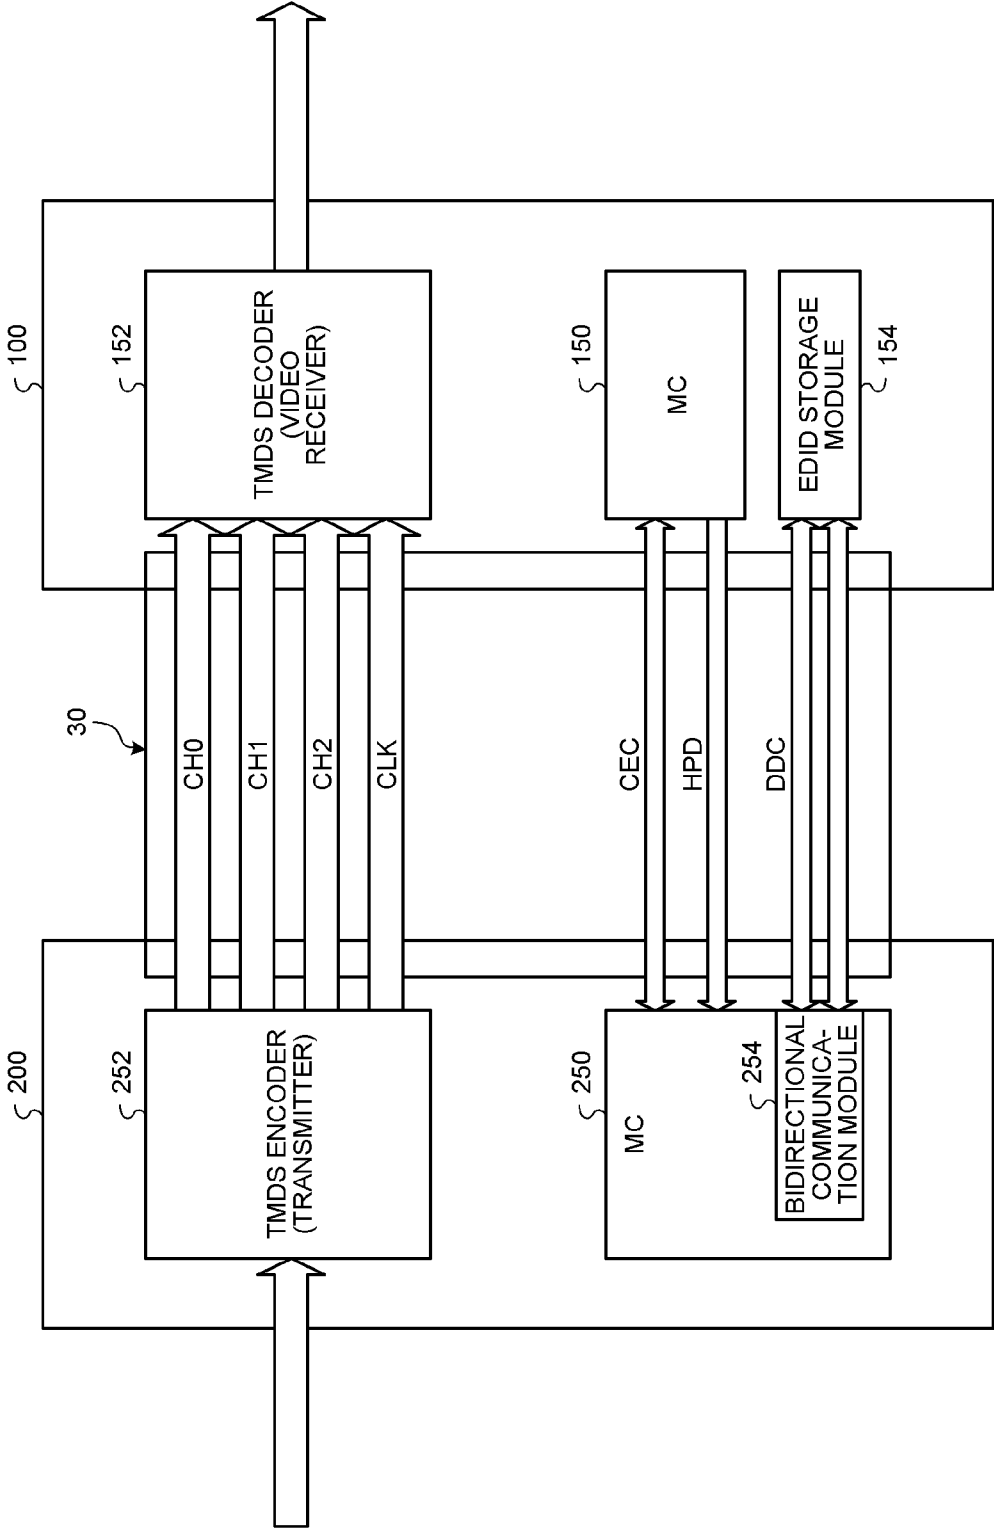 200
252
TMDS ENCODER
(TRANSMITTER)
250
MC
254
BIDIRECTIONAL
COMMUNICA-
TION MODULE
30
CH0
CH1
CH2
CLK
CEC
HPD
DDC
100
152
TMDS DECODER
(VIDEO
RECEIVER)
150
MC
EDID STORAGE
MODULE
154